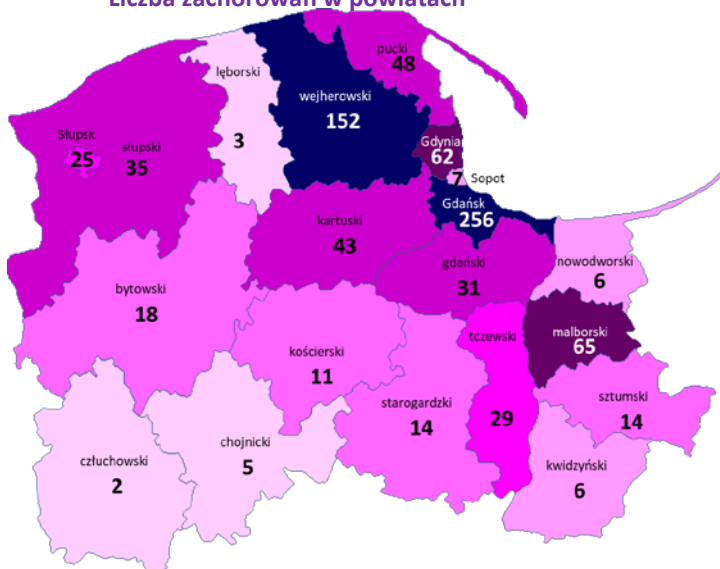 Liczba zachorowań w powiatach
pucki
48
lęborski
3
wejherowski
152
Słupsk
25
słupski
35
Gdynia
62
7 Sopot
Gdańsk
256
kartuski
43
gdański
31
nowodworski
6
bytowski
18
kościerski
11
tczewski
29
malborski
65
starogardzki
14
sztumski
14
człuchowski
2
chojnicki
5
kwidzyński
6